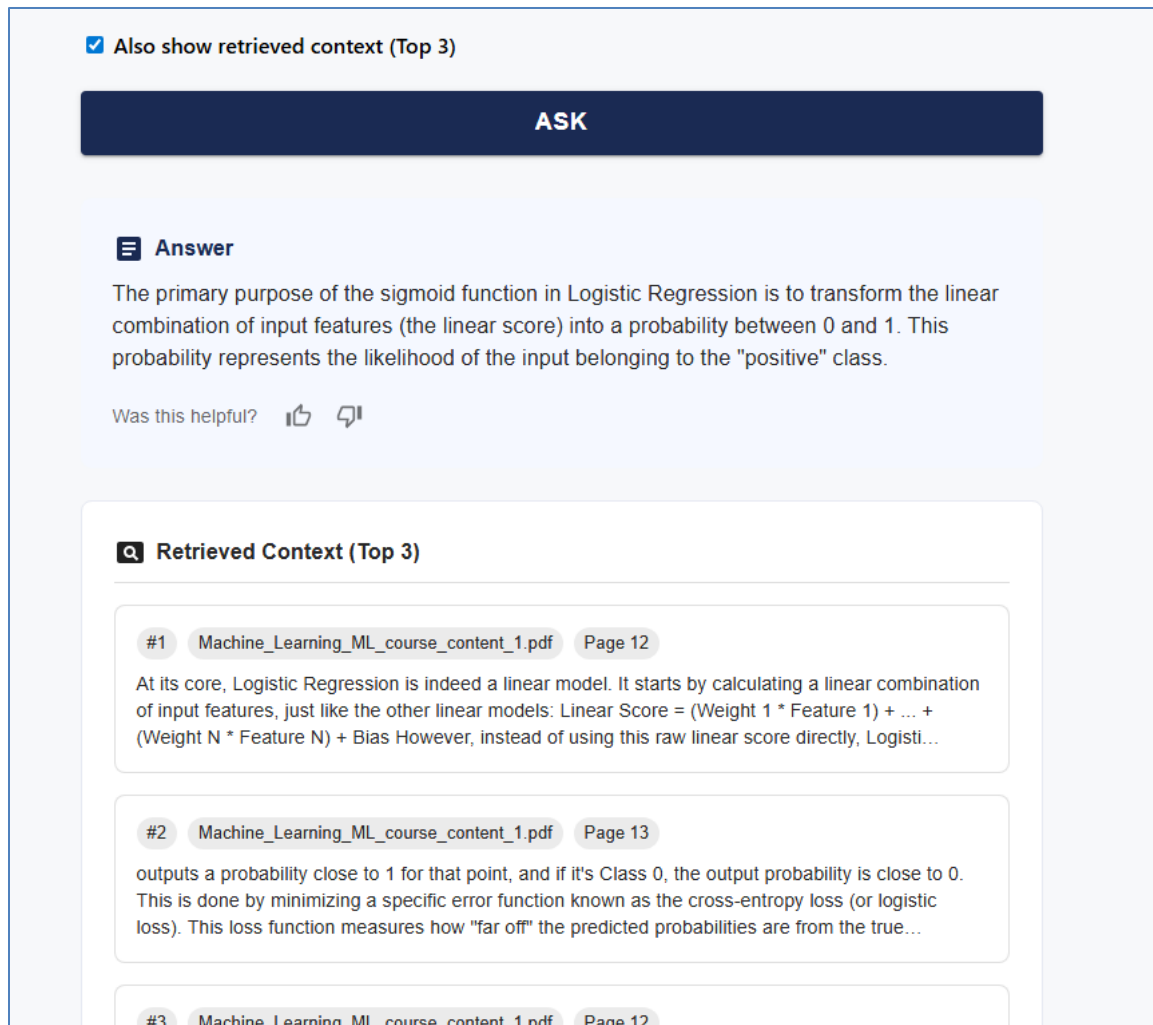 Also show retrieved context (Top 3)
ASK
Answer
The primary purpose of the sigmoid function in Logistic Regression is to transform the linear
combination of input features (the linear score) into a probability between 0 and 1. This
probability represents the likelihood of the input belonging to the "positive" class.
Was this helpful?
Retrieved Context (Top 3)
#1 Machine_Learning_ML_course_content_1.pdf Page 12
At its core, Logistic Regression is indeed a linear model. It starts by calculating a linear combination
of input features, just like the other linear models: Linear Score = (Weight 1 * Feature 1) + ... +
(Weight N * Feature N) + Bias However, instead of using this raw linear score directly, Logisti...
#2 Machine_Learning_ML_course_content_1.pdf Page 13
outputs a probability close to 1 for that point, and if it's Class 0, the output probability is close to 0.
This is done by minimizing a specific error function known as the cross-entropy loss (or logistic
loss). This loss function measures how "far off" the predicted probabilities are from the true...
#3 Machine_Learning_ML_course_content_1.pdf Page 12